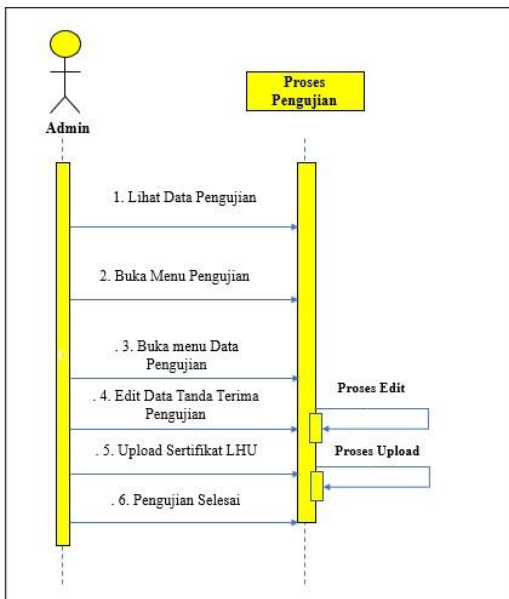 Proses
Pengujian
Admin
1. Lihat Data Pengujian
2. Buka Menu Pengujian
. 3. Buka menu Data
Pengujian
. 4. Edit Data Tanda Terima
Pengujian
Proses Edit
. 5. Upload Sertifikat LHU
Proses Upload
. 6. Pengujian Selesai